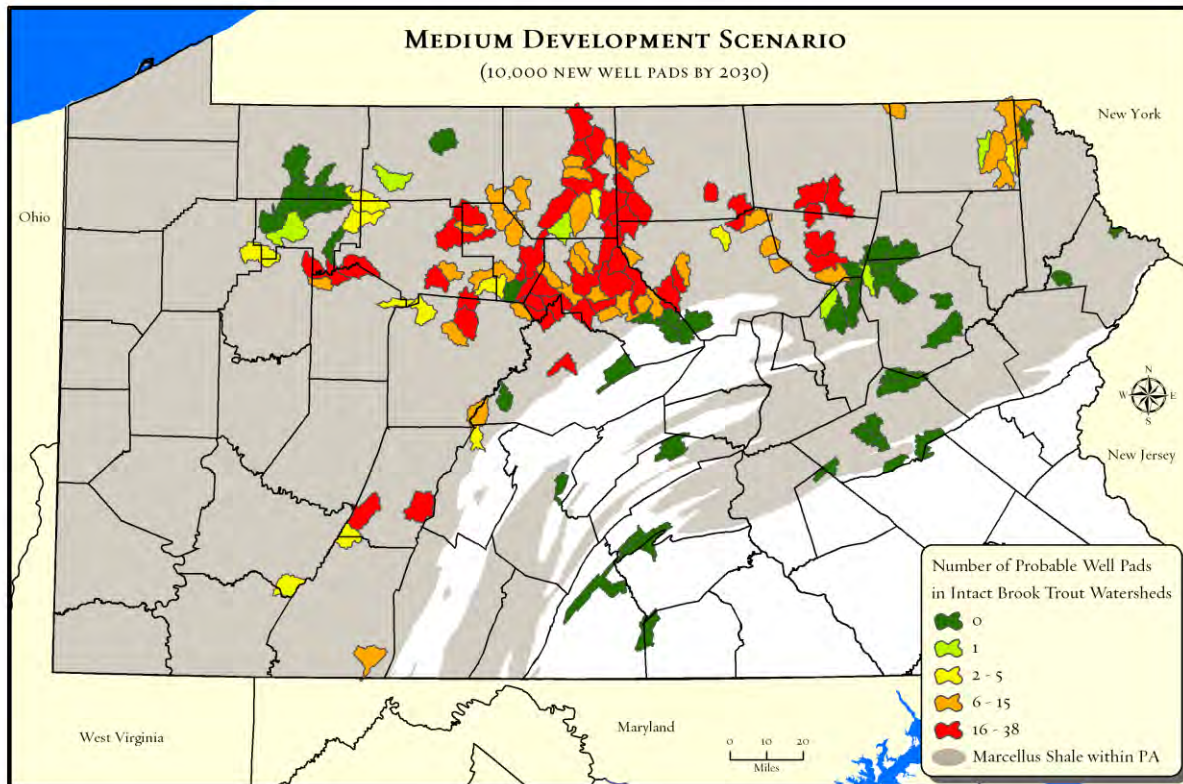 MEDIUM DEVELOPMENT SCENARIO
(10,000 NEW WELL PADS BY 2030)
New York
Ohio
N
W E
S
New Jersey
Number of Probable Well Pads
in Intact Brook Trout Watersheds
0
1
2 - 5
6 - 15
16 - 38
Marcellus Shale within PA
West Virginia
Maryland
0 10 20
Miles